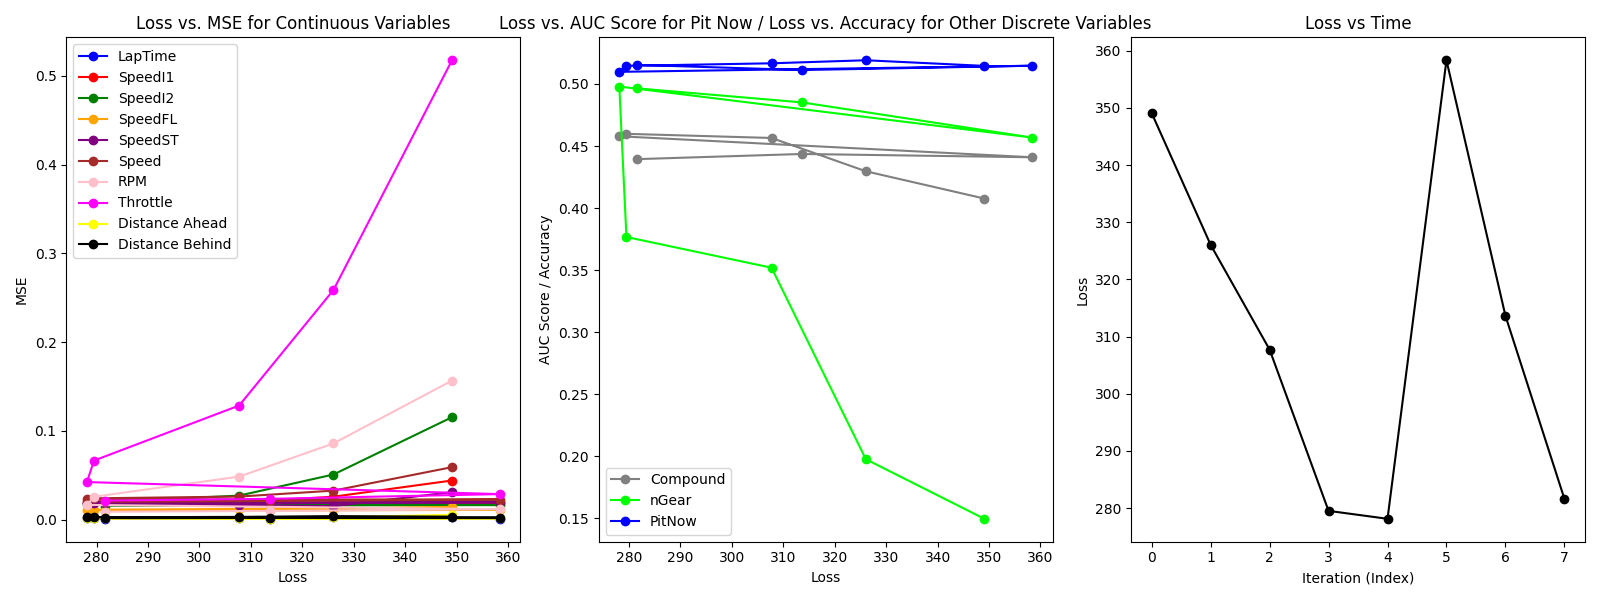 Loss vs. MSE for Continuous Variables
MSE
0.5
0.4
0.3
0.2
0.1
0.0
LapTime
SpeedI1
SpeedI2
SpeedFL
SpeedST
Speed
RPM
Throttle
Distance Ahead
Distance Behind
280 290 300 310 320 330 340 350 360
Loss
Loss vs. AUC Score for Pit Now / Loss vs. Accuracy for Other Discrete Variables
AUC Score / Accuracy
0.50
0.45
0.40
0.35
0.30
0.25
0.20
0.15
Compound
nGear
PitNow
280 290 300 310 320 330 340 350 360
Loss
Loss vs Time
Loss
360
350
340
330
320
310
300
290
280
0 1 2 3 4 5 6 7
Iteration (Index)